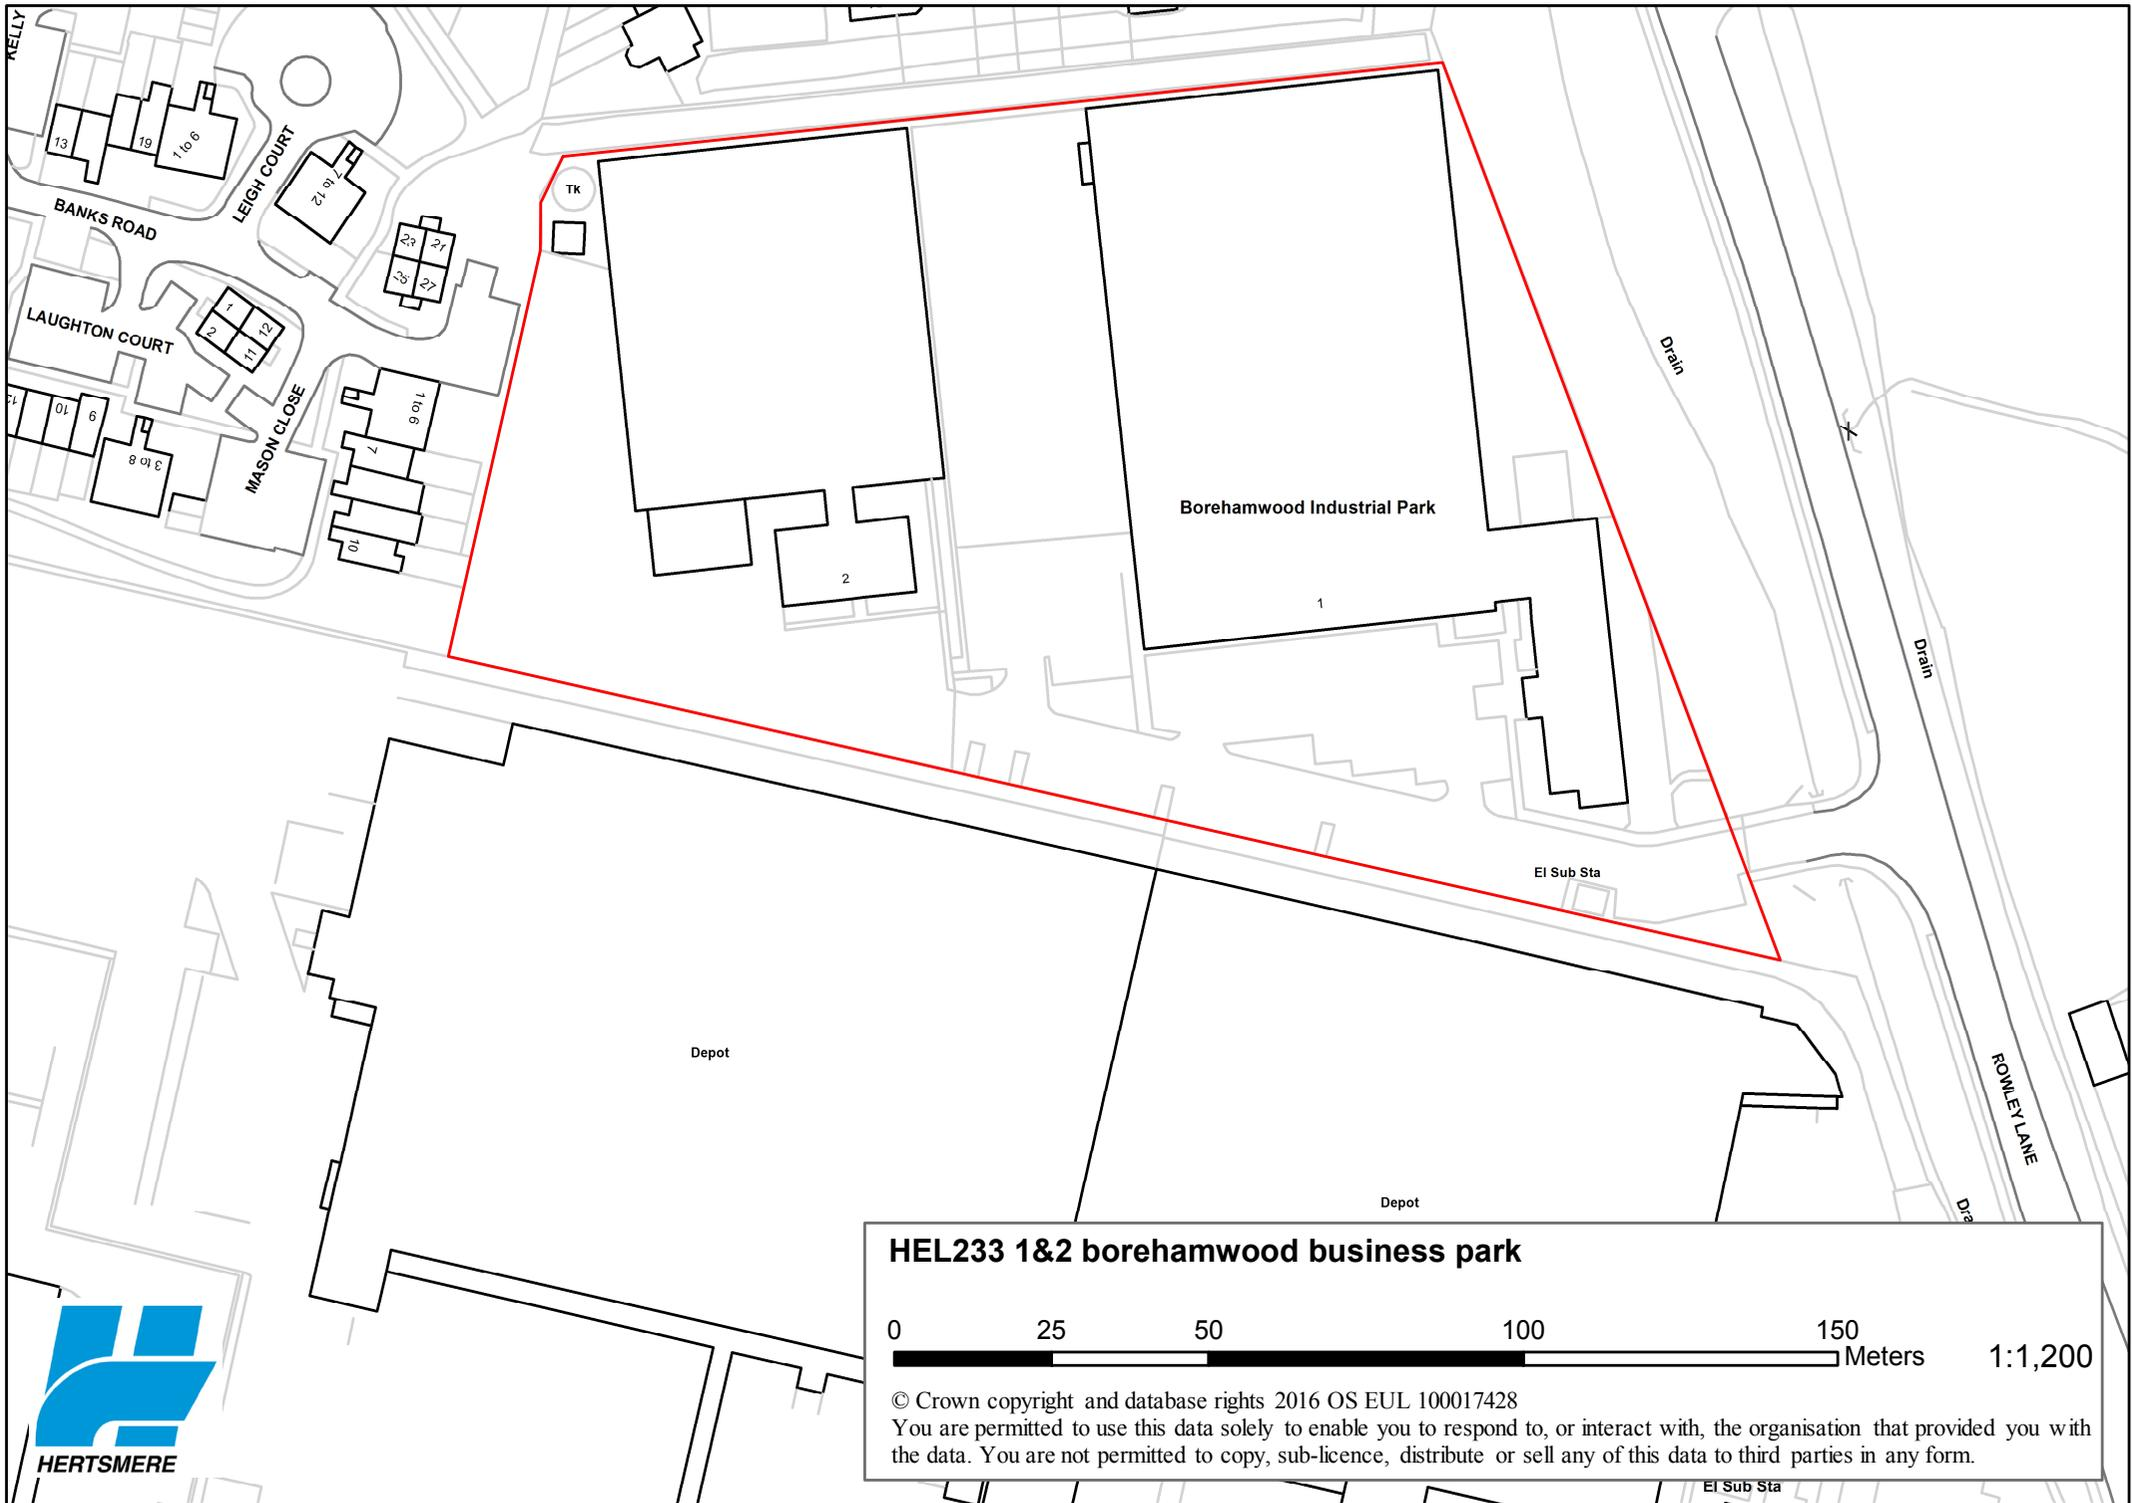 KELLY
13
19
1 to 6
LEIGH COURT
7 to 12
BANKS ROAD
23
21
25
27
TK
LAUGHTON COURT
1
2
12
11
MASON CLOSE
10
9
3 to 8
1 to 6
7
10
Drain
Borehamwood Industrial Park
2
1
Drain
El Sub Sta
Depot
Depot
ROWLEY LANE
Dra
HEL233 1&2 borehamwood business park
0 25 50 100 150
Meters 1:1,200
© Crown copyright and database rights 2016 OS EUL 100017428
You are permitted to use this data solely to enable you to respond to, or interact with, the organisation that provided you with
the data. You are not permitted to copy, sub-licence, distribute or sell any of this data to third parties in any form.
HERTSMERE
El Sub Sta